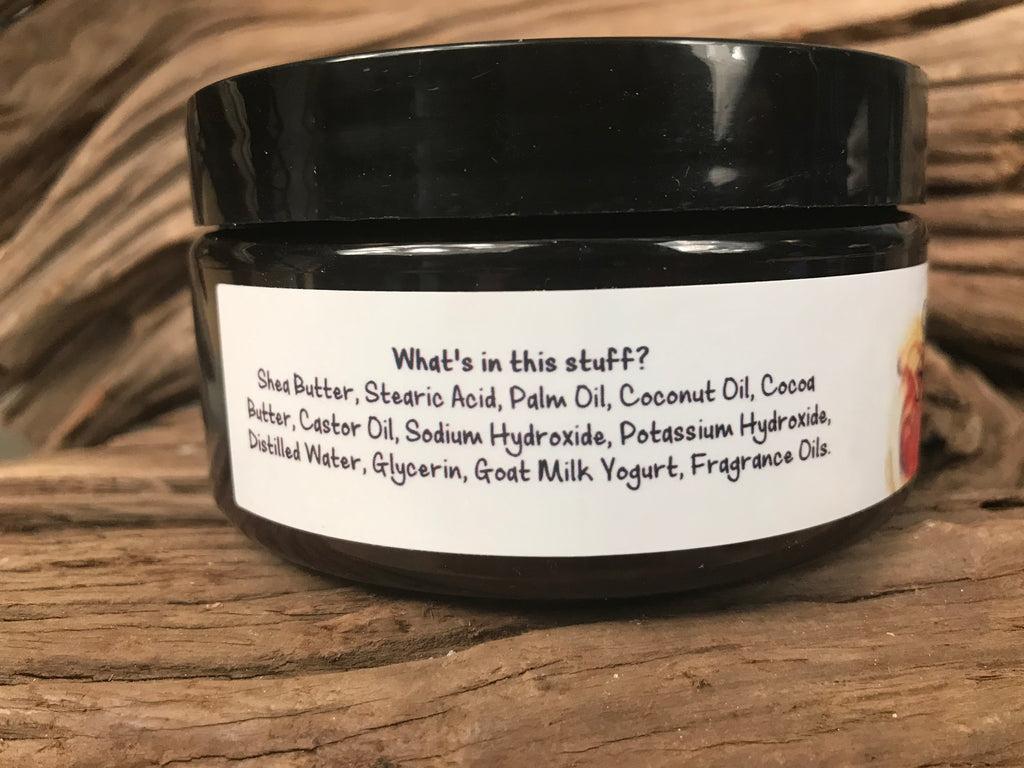 What's in this stuff?
Shea Butter, Stearic Acid, Palm Oil, Coconut Oil, Cocoa
Butter, Castor Oil, Sodium Hydroxide, Potassium Hydroxide,
Distilled Water, Glycerin, Goat Milk Yogurt, Fragrance Oils.